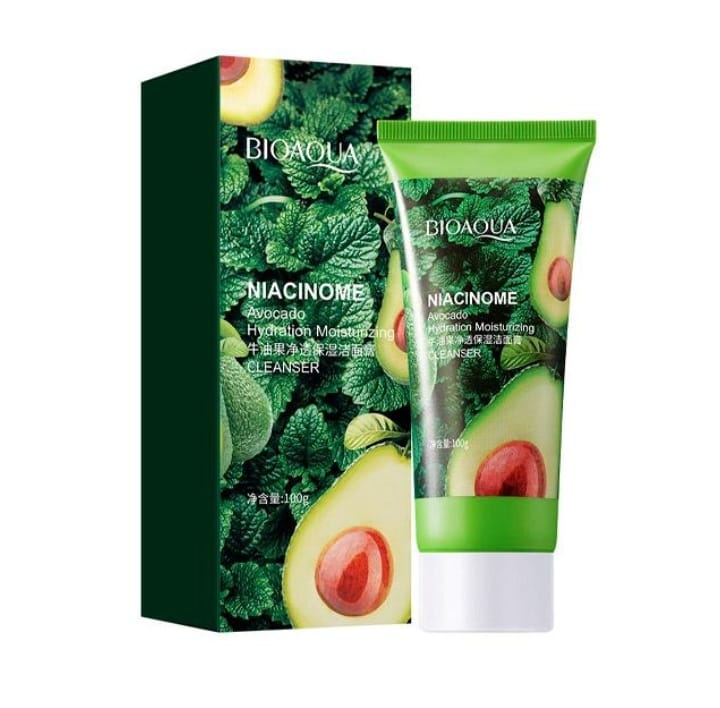 BIOAQUA
NIACINOME
Avocado
Hydration Moisturizing
牛油果净透保湿洁面膏
CLEANSER
净含量:100g
BIOAQUA
NIACINOME
Avocado
Hydration Moisturizing
牛油果净透保湿洁面膏
CLEANSER
净含量:100g